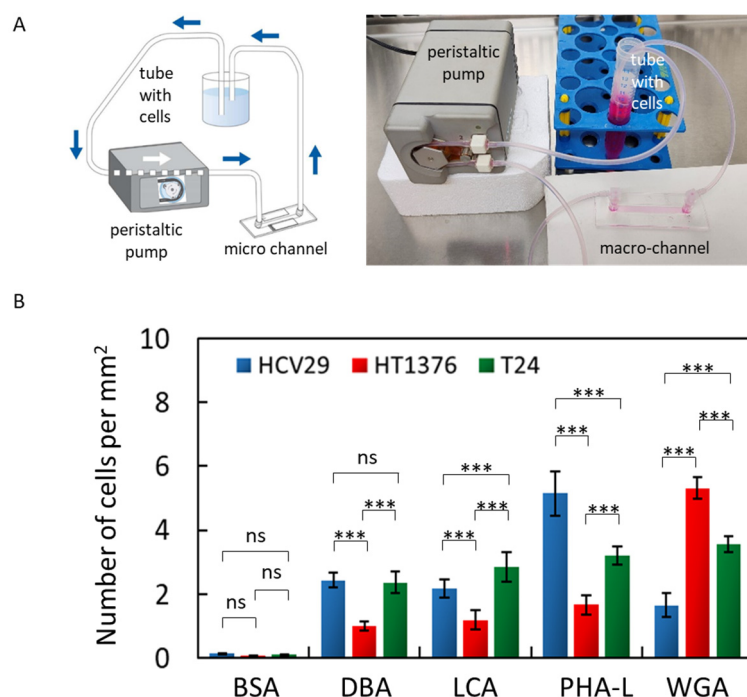 A
tube
with
cells
peristaltic
pump
micro channel
peristaltic
pump
tube
with
cells
macro-channel
B
Number of cells per mm²
10
8
6
4
2
0
HCV29 HT1376 T24
ns
ns
ns
ns
***
***
***
***
***
***
***
***
***
***
***
BSA DBA LCA PHA-L WGA